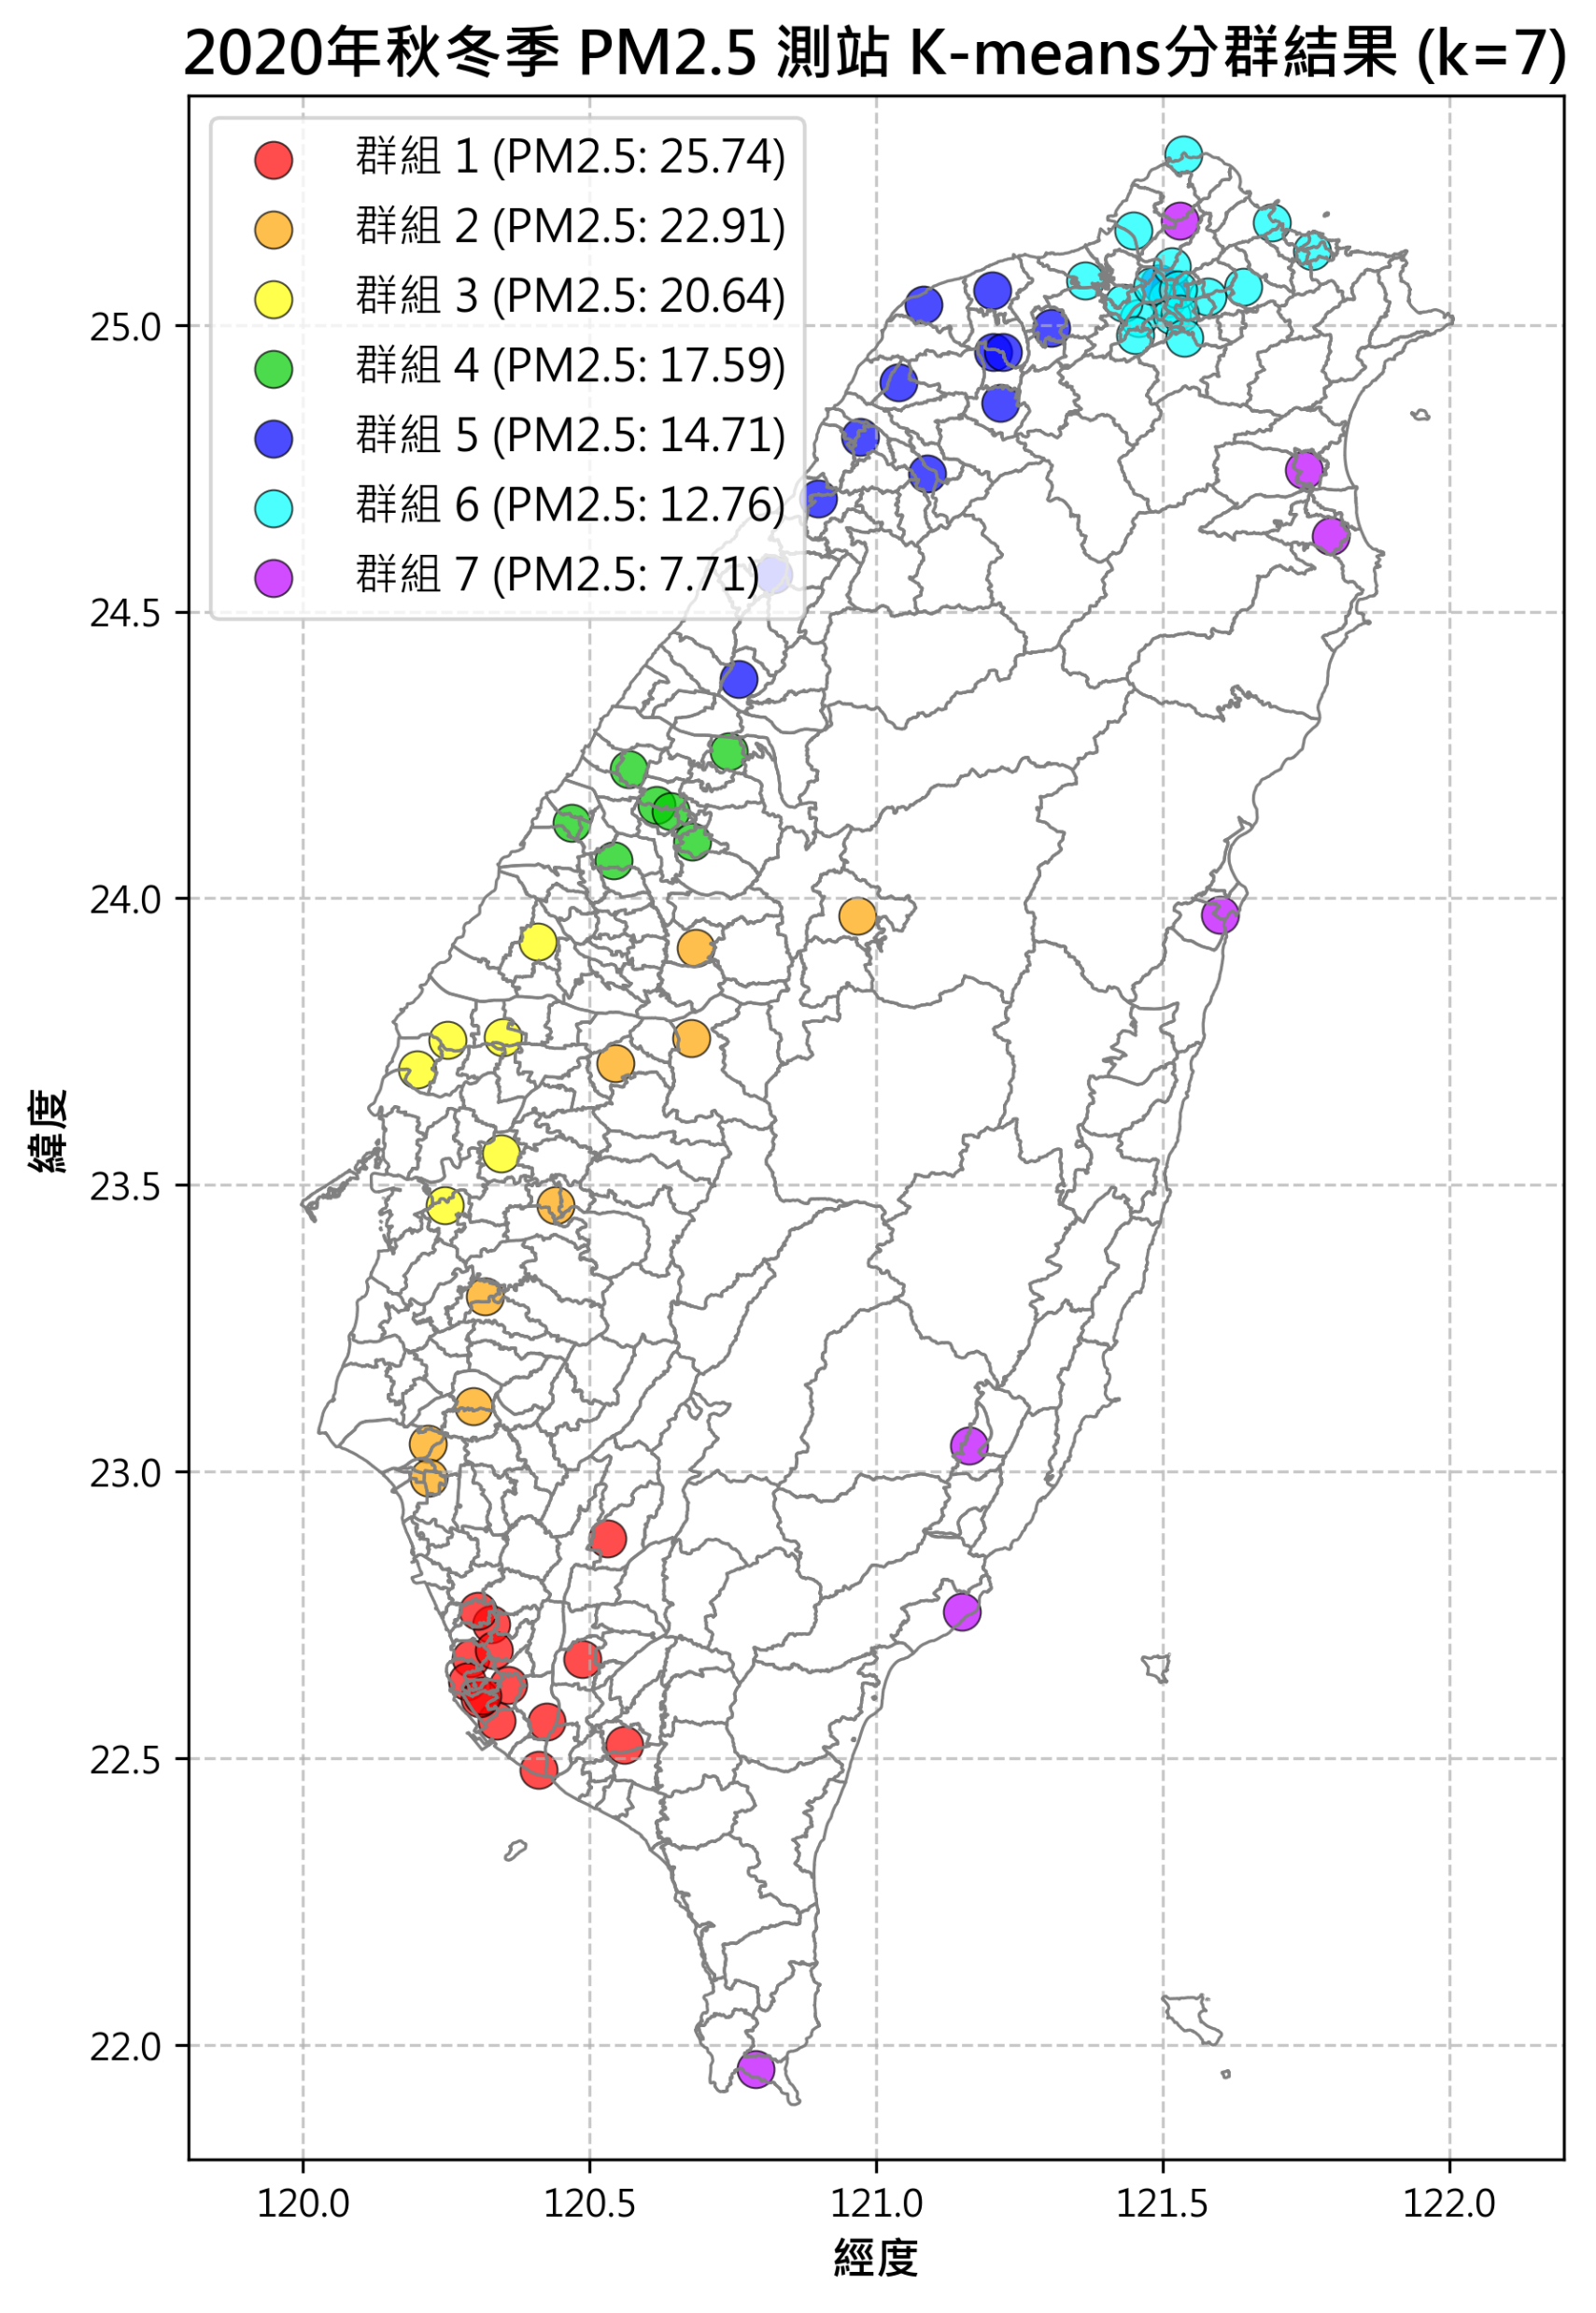 2020年秋冬季 PM2.5 測站 K-means分群結果 (k=7)
群組 1 (PM2.5: 25.74)
群組 2 (PM2.5: 22.91)
群組 3 (PM2.5: 20.64)
群組 4 (PM2.5: 17.59)
群組 5 (PM2.5: 14.71)
群組 6 (PM2.5: 12.76)
群組 7 (PM2.5: 7.71)
25.0
24.5
24.0
23.5
23.0
22.5
22.0
緯度
120.0 120.5 121.0 121.5 122.0
經度